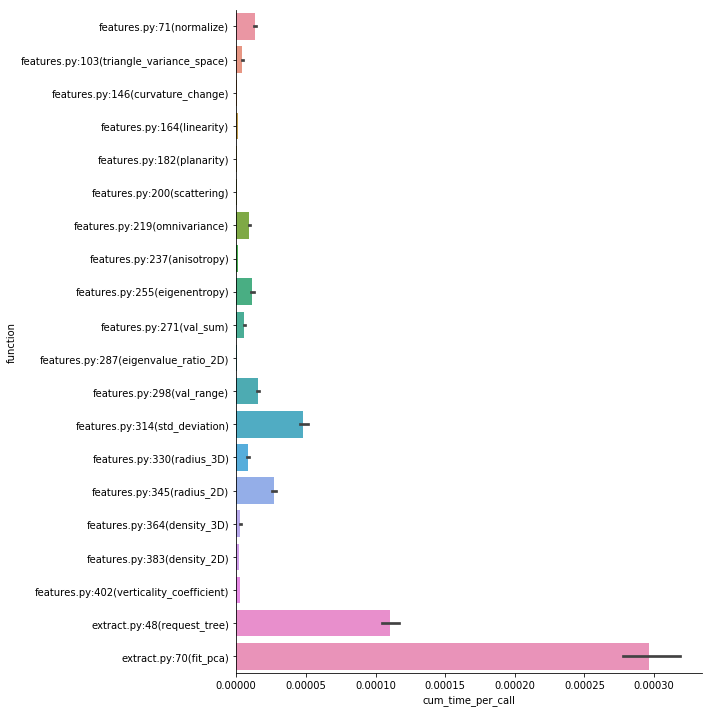 features.py:71(normalize)
features.py:103(triangle_variance_space)
features.py:146(curvature_change)
features.py:164(linearity)
features.py:182(planarity)
features.py:200(scattering)
features.py:219(omnivariance)
features.py:237(anisotropy)
features.py:255(eigenentropy)
features.py:271(val_sum)
features.py:287(eigenvalue_ratio_2D)
features.py:298(val_range)
features.py:314(std_deviation)
features.py:330(radius_3D)
features.py:345(radius_2D)
features.py:364(density_3D)
features.py:383(density_2D)
features.py:402(verticality_coefficient)
extract.py:48(request_tree)
extract.py:70(fit_pca)
function
0.00000 0.00005 0.00010 0.00015 0.00020 0.00025 0.00030
cum_time_per_call